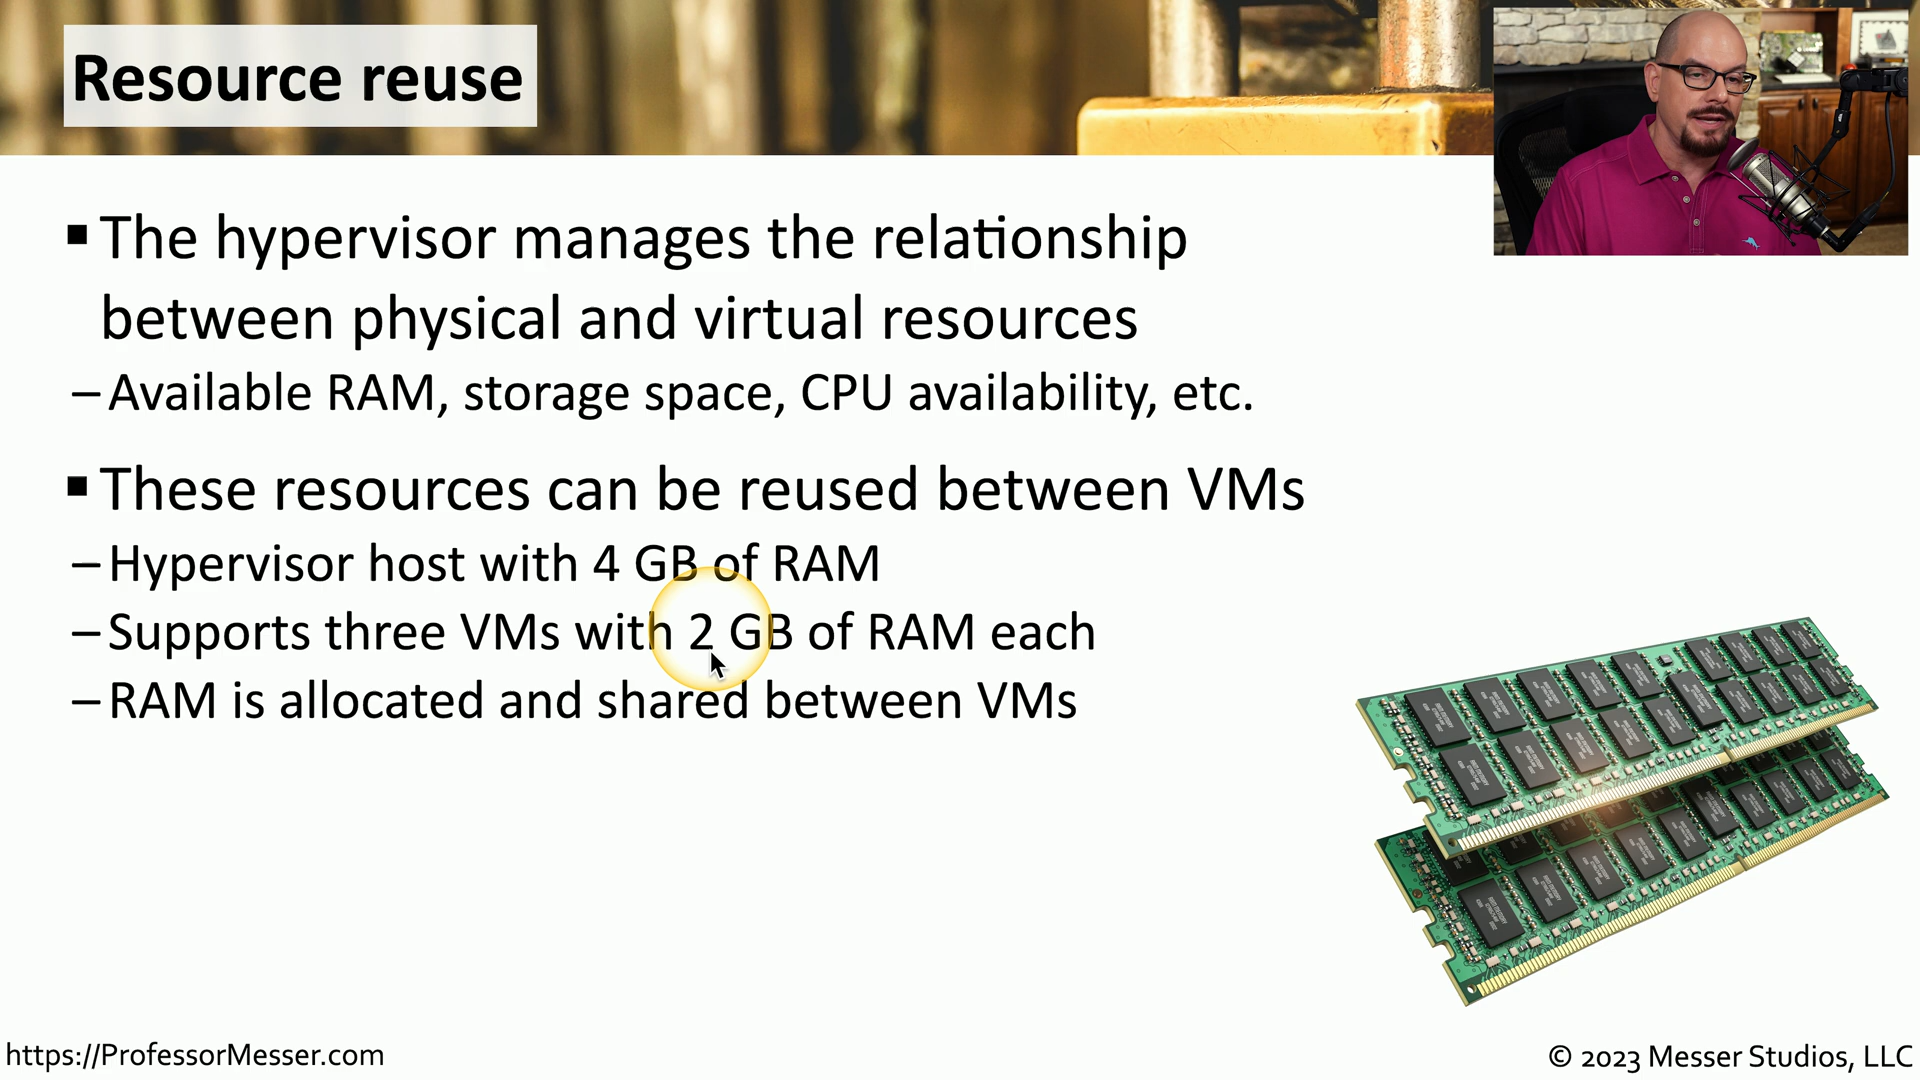 Resource reuse
▪ The hypervisor manages the relationship
between physical and virtual resources
– Available RAM, storage space, CPU availability, etc.
▪ These resources can be reused between VMs
– Hypervisor host with 4 GB of RAM
– Supports three VMs with 2 GB of RAM each
– RAM is allocated and shared between VMs
https://ProfessorMesser.com
© 2023 Messer Studios, LLC